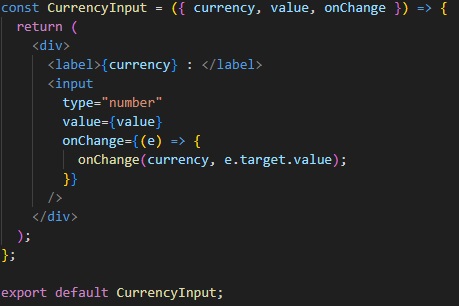 const CurrencyInput = ({ currency, value, onChange }) => {
  return (
    <div>
      <label>{currency} : </label>
      <input
        type="number"
        value={value}
        onChange={(e) => {
          onChange(currency, e.target.value);
        }}
      />
    </div>
  );
};

export default CurrencyInput;